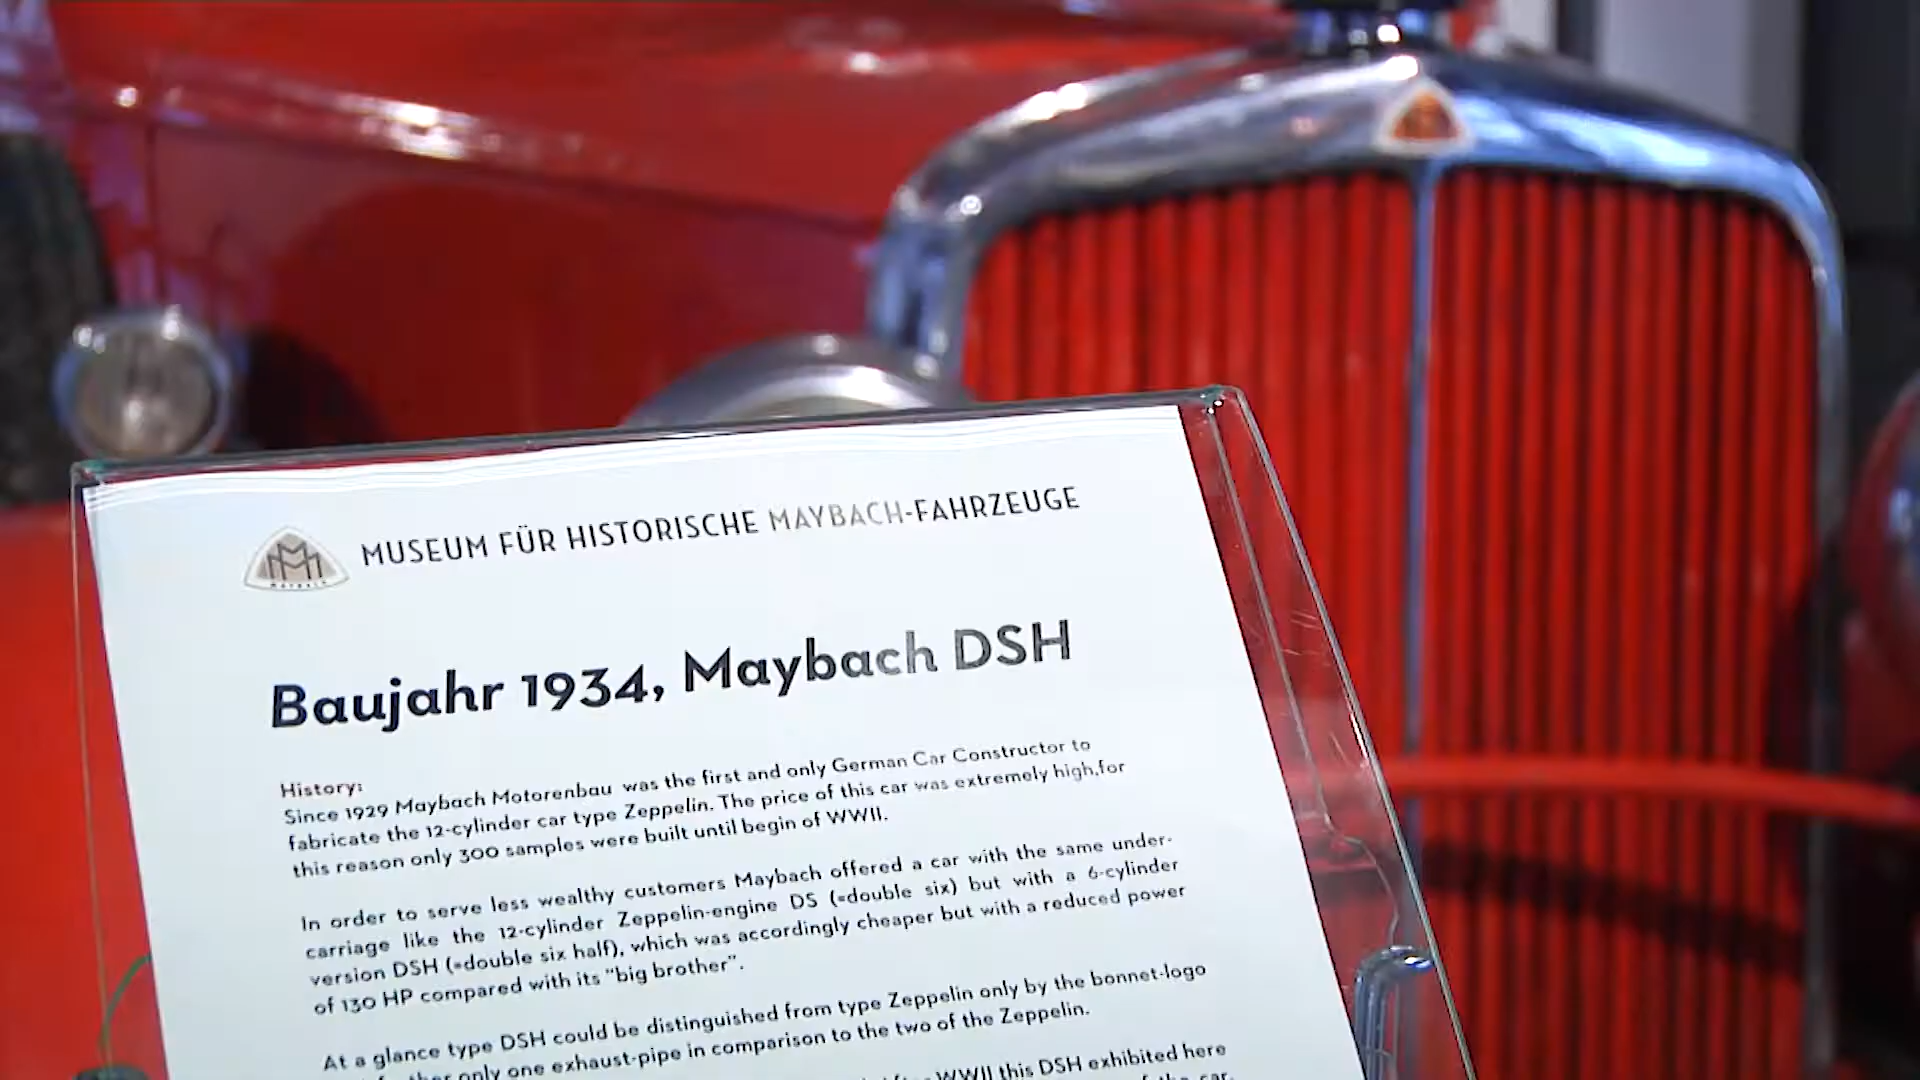 MUSEUM FÜR HISTORISCHE MAYBACH-FAHRZEUGE
MAYBACH
Baujahr 1934, Maybach DSH
History:
Since 1929 Maybach Motorenbau was the first and only German Car Constructor to
fabricate the 12-cylinder car type Zeppelin. The price of this car was extremely high,for
this reason only 300 samples were built until begin of WWII.
In order to serve less wealthy customers Maybach offered a car with the same under-
carriage like the 12-cylinder Zeppelin-engine DS (=double six) but with a 6-cylinder
version DSH (=double six half), which was accordingly cheaper but with a reduced power
of 130 HP compared with its "big brother".
At a glance type DSH could be distinguished from type Zeppelin only by the bonnet-logo
only one exhaust-pipe in comparison to the two of the Zeppelin.
WWII this DSH exhibited here
of the car.